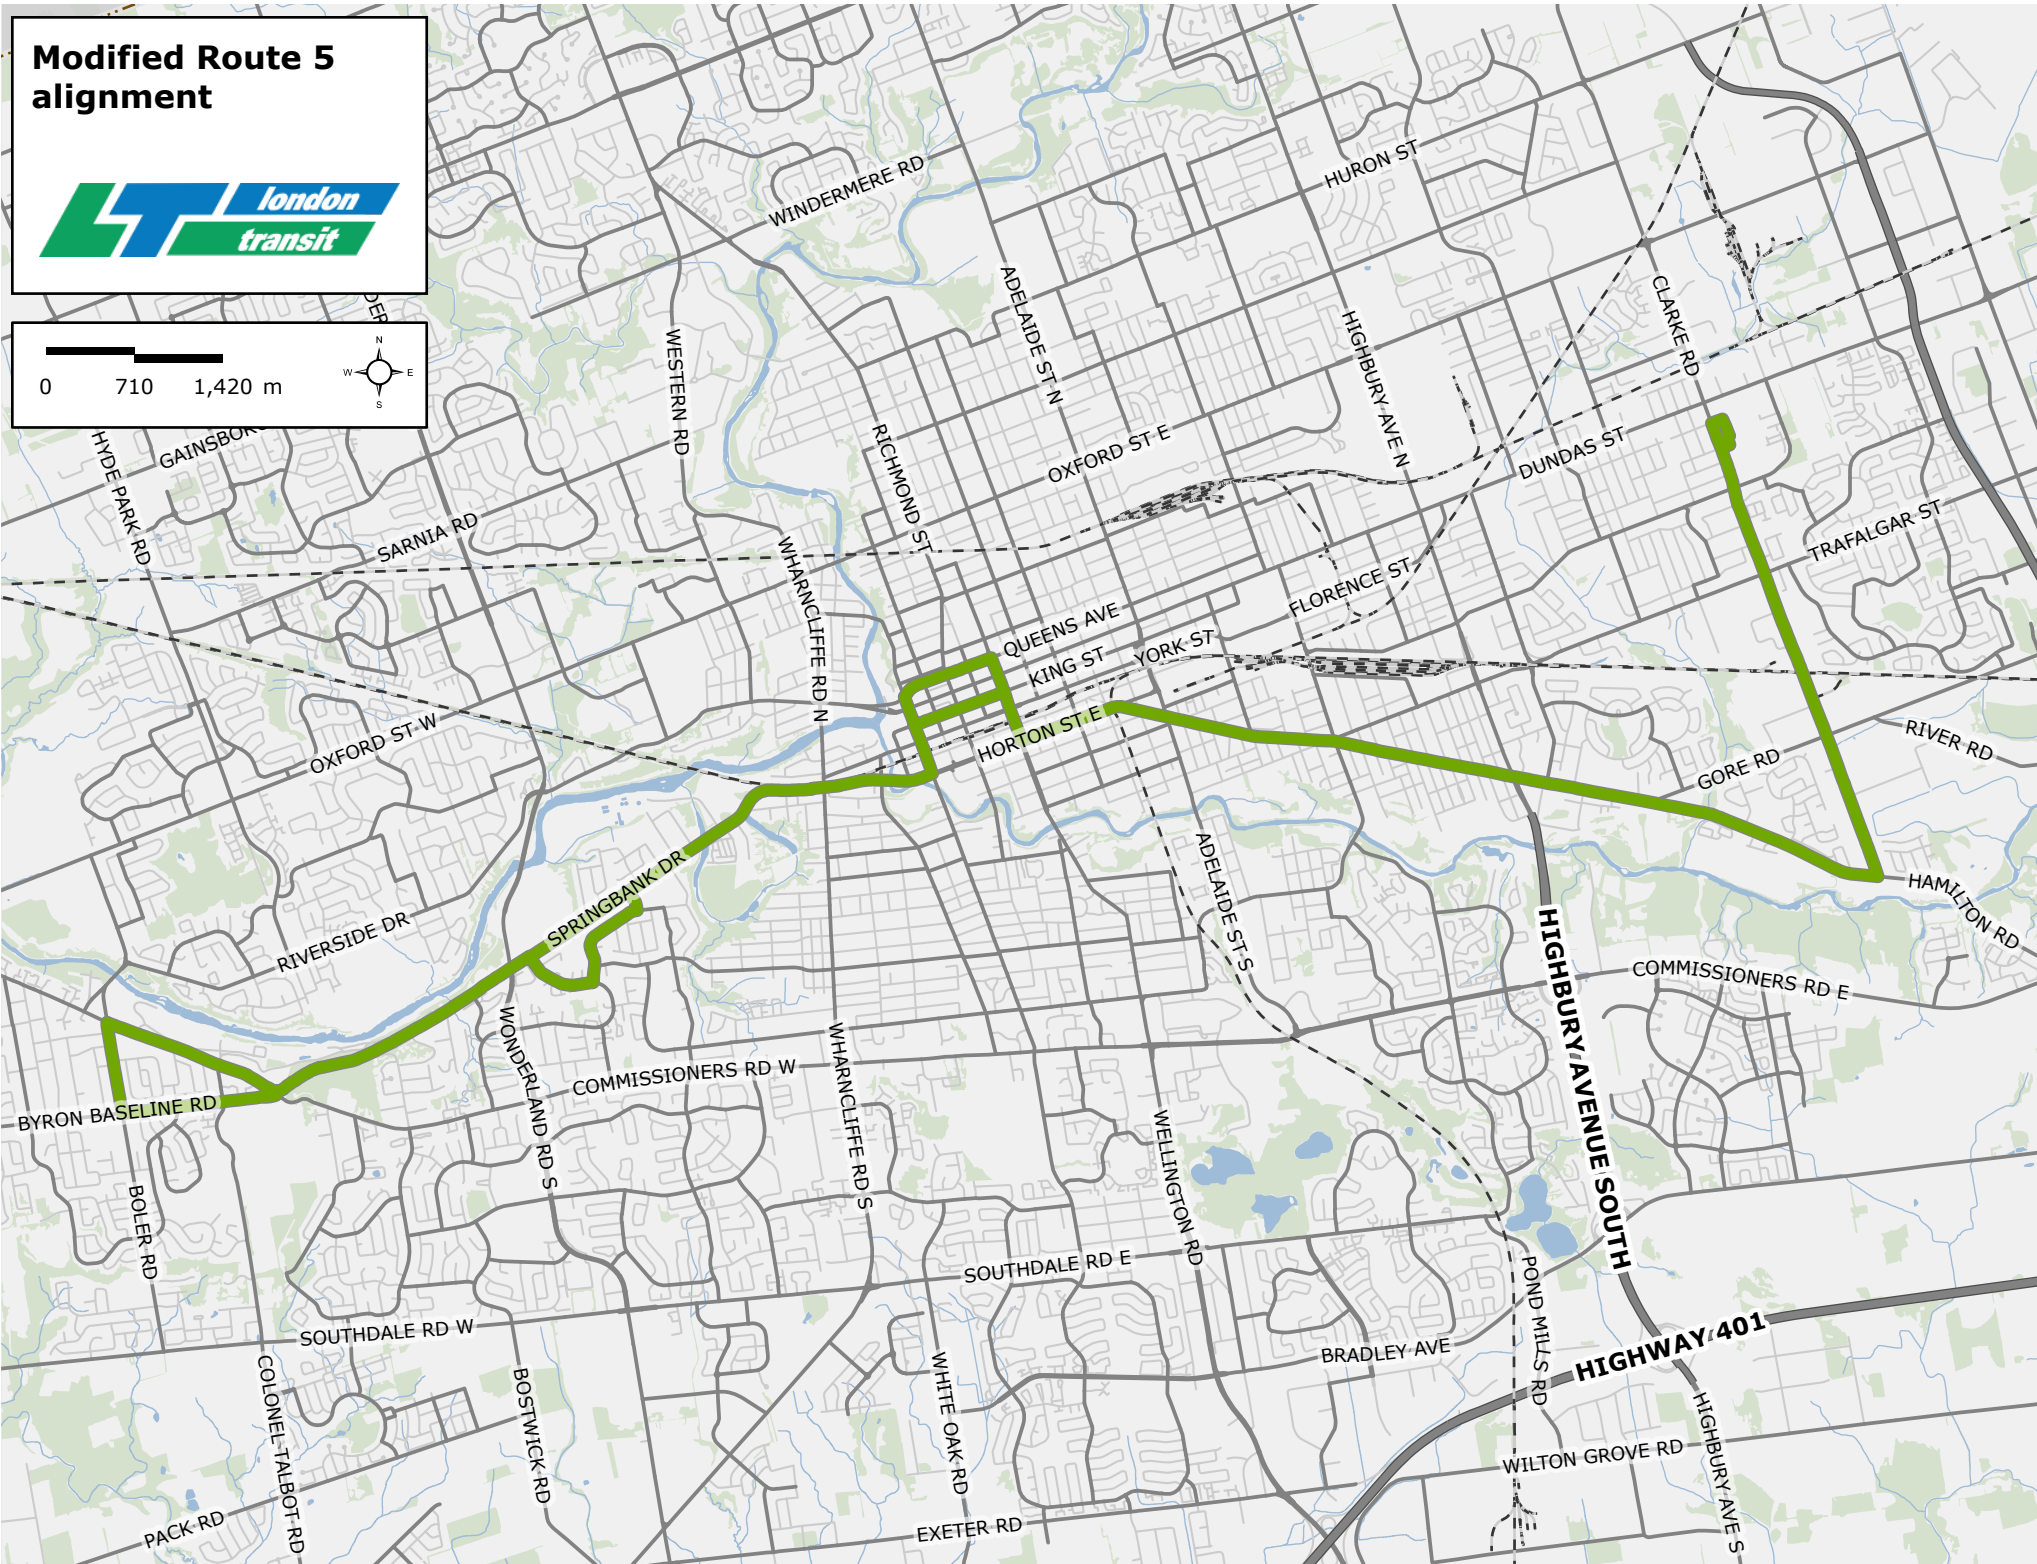 Modified Route 5
alignment
london
transit
0 710 1,420 m
N
W E
S
WINDERMERE RD
HURON ST
ADELAIDE ST N
WESTERN RD
HIGHBURY AVE N
CLARKE RD
GAINSBORO
HYDE PARK RD
RICHMOND ST
OXFORD ST E
DUNDAS ST
SARNIA RD
TRAFALGAR ST
WHARNCLIFFE RD N
FLORENCE ST
QUEENS AVE
KING ST
YORK ST
OXFORD ST W
HORTON ST E
RIVER RD
GORE RD
SPRINGBANK DR
ADELAIDE ST S
HAMILTON RD
RIVERSIDE DR
HIGHBURY AVENUE SOUTH
COMMISSIONERS RD E
WONDERLAND RD S
COMMISSIONERS RD W
WHARNCLIFFE RD S
BYRON BASELINE RD
WELLINGTON RD
BOLER RD
SOUTHDALE RD E
POND MILLS RD
SOUTHDALE RD W
BRADLEY AVE
HIGHWAY 401
COLONEL TALBOT RD
BOSTWICK RD
WHITE OAK RD
HIGHBURY AVE S
WILTON GROVE RD
PACK RD
EXETER RD